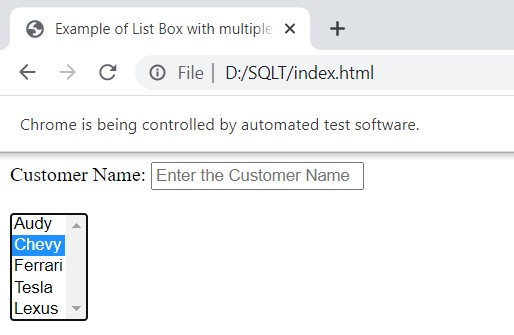 Example of List Box with multiple
File | D:/SQLT/index.html
Chrome is being controlled by automated test software.
Customer Name: Enter the Customer Name
Audy
Chevy
Ferrari
Tesla
Lexus